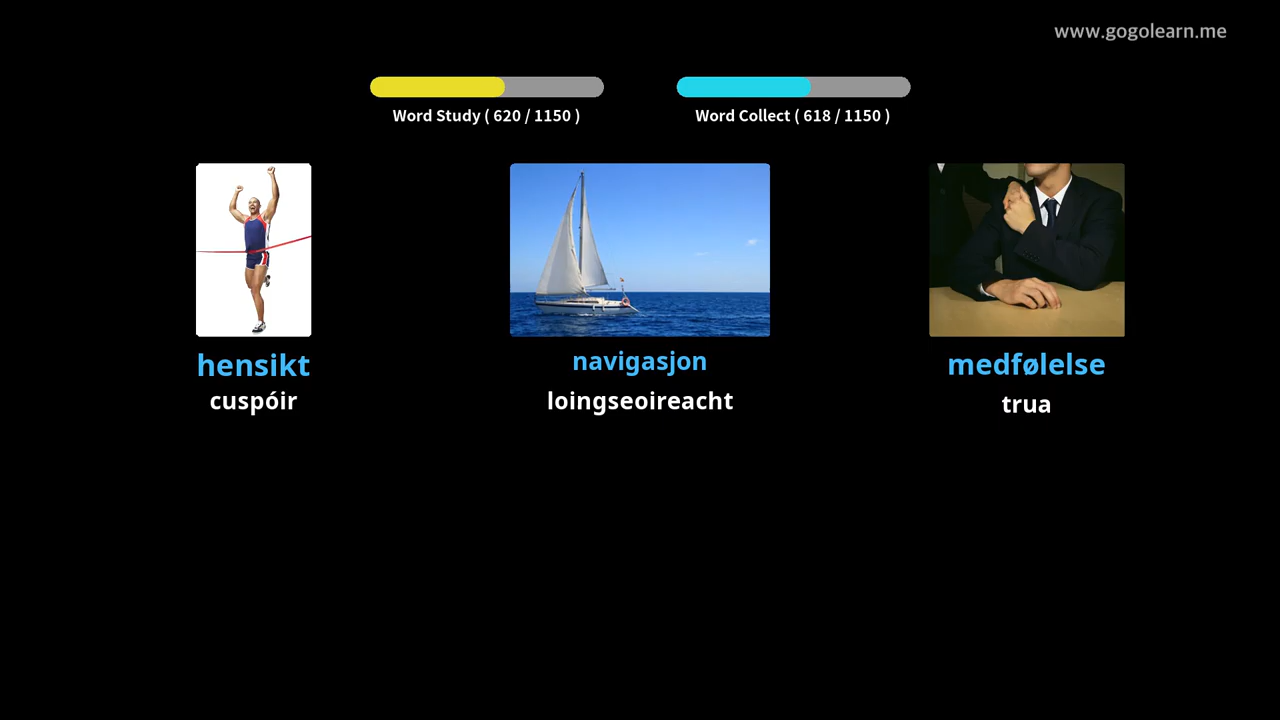 www.gogolearn.me
Word Study ( 620 / 1150 )
Word Collect ( 618 / 1150 )
hensikt
cuspóir
navigasjon
loingseoireacht
medfølelse
trua